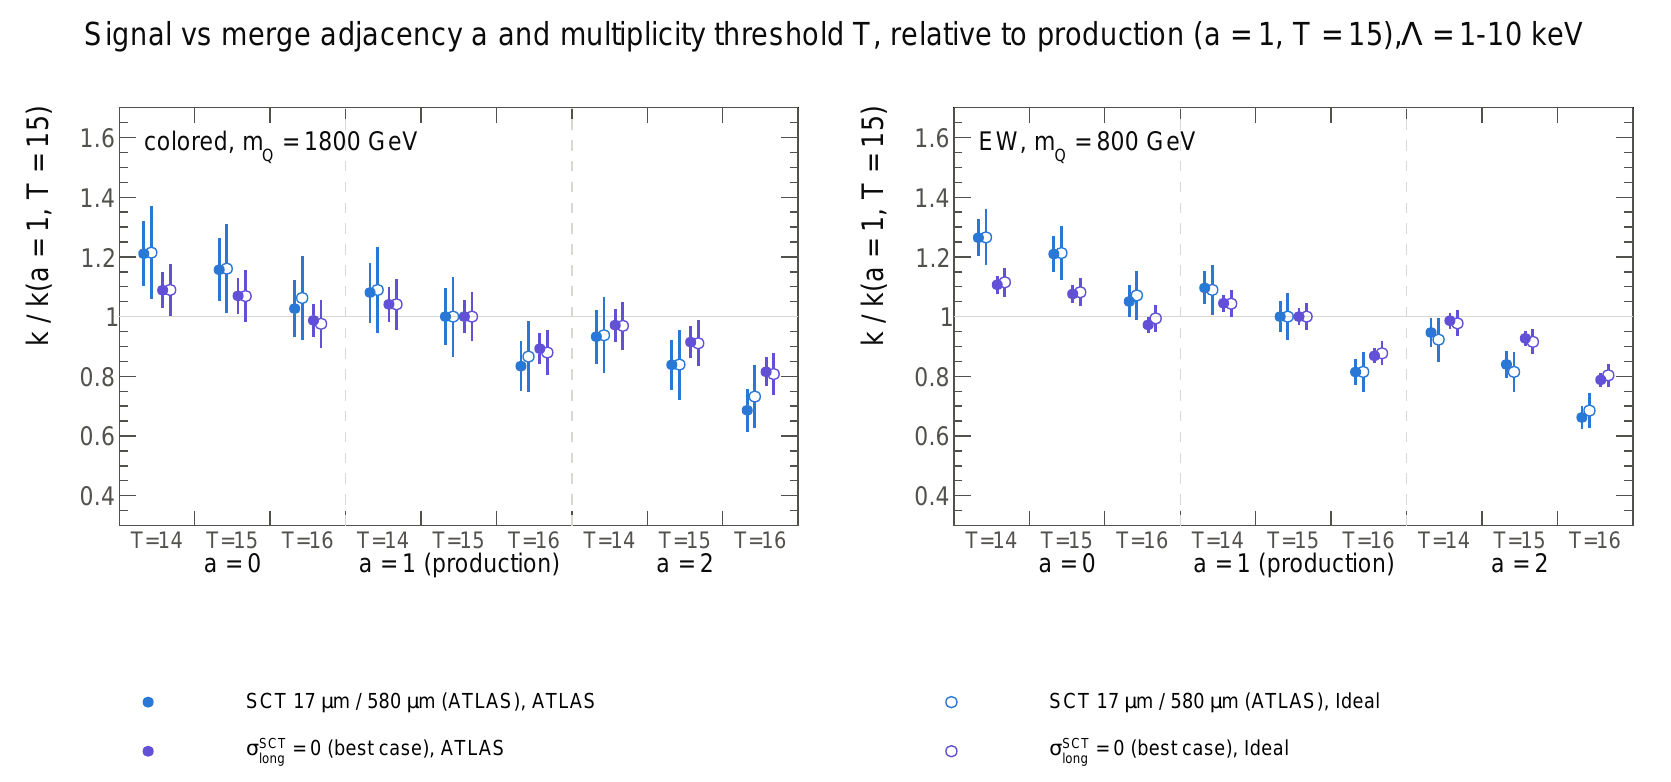 Signal vs merge adjacency a and multiplicity threshold T, relative to production (a = 1, T = 15),Λ = 1-10 keV
k / k(a = 1, T = 15)
colored, m_Q = 1800 GeV
1.6
1.4
1.2
1
0.8
0.6
0.4
T=14 T=15 T=16 T=14 T=15 T=16 T=14 T=15 T=16
a = 0 a = 1 (production) a = 2
k / k(a = 1, T = 15)
EW, m_Q = 800 GeV
1.6
1.4
1.2
1
0.8
0.6
0.4
T=14 T=15 T=16 T=14 T=15 T=16 T=14 T=15 T=16
a = 0 a = 1 (production) a = 2
SCT 17 μm / 580 μm (ATLAS), ATLAS
SCT 17 μm / 580 μm (ATLAS), Ideal
σ^SCT_long = 0 (best case), ATLAS
σ^SCT_long = 0 (best case), Ideal